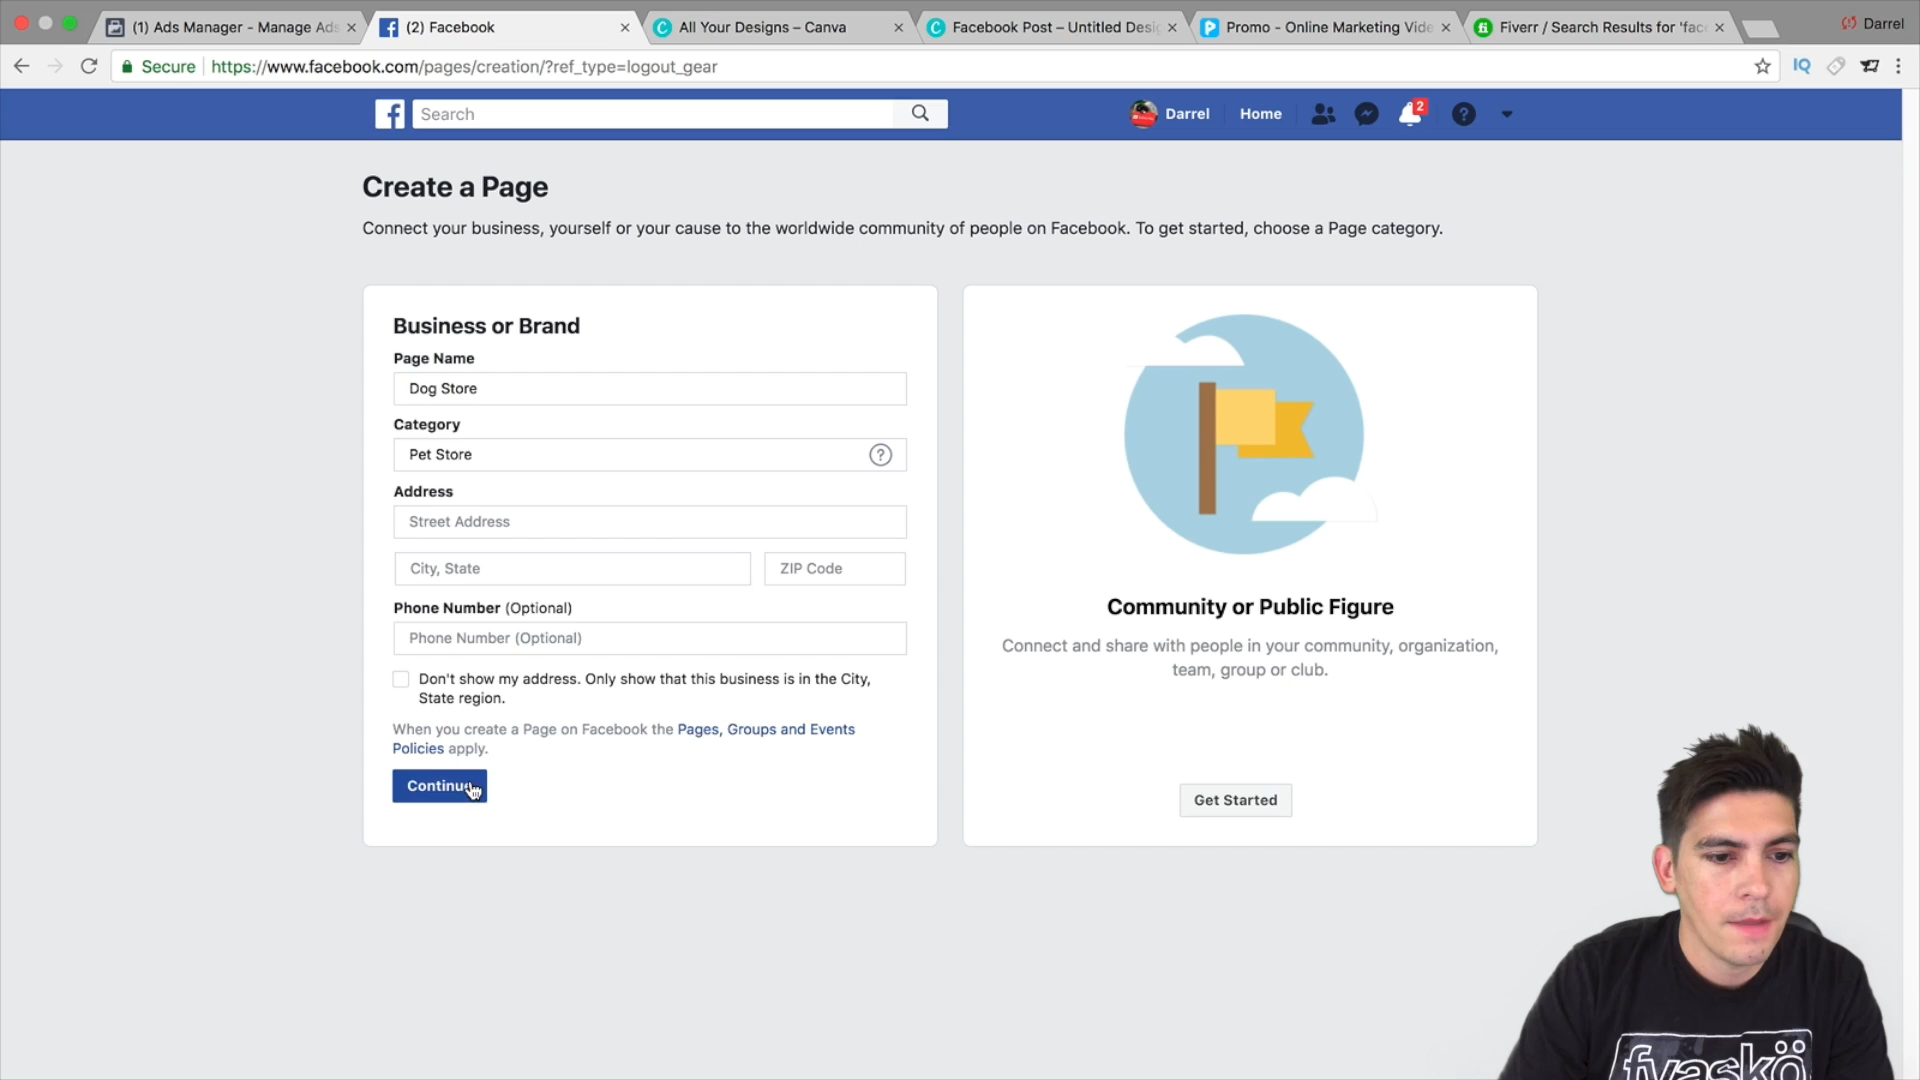 (1) Ads Manager - Manage Ads
(2) Facebook
All Your Designs – Canva
Facebook Post – Untitled Desi
Promo - Online Marketing Vide
Fiverr / Search Results for 'fac
Darrel
Secure
https://www.facebook.com/pages/creation/?ref_type=logout_gear
IQ
Search
Darrel
Home
2
?
Create a Page
Connect your business, yourself or your cause to the worldwide community of people on Facebook. To get started, choose a Page category.
Business or Brand
Page Name
Dog Store
Category
Pet Store
?
Address
Street Address
City, State
ZIP Code
Phone Number (Optional)
Phone Number (Optional)
Don't show my address. Only show that this business is in the City,
State region.
When you create a Page on Facebook the Pages, Groups and Events
Policies apply.
Continue
Community or Public Figure
Connect and share with people in your community, organization,
team, group or club.
Get Started
fvaskö